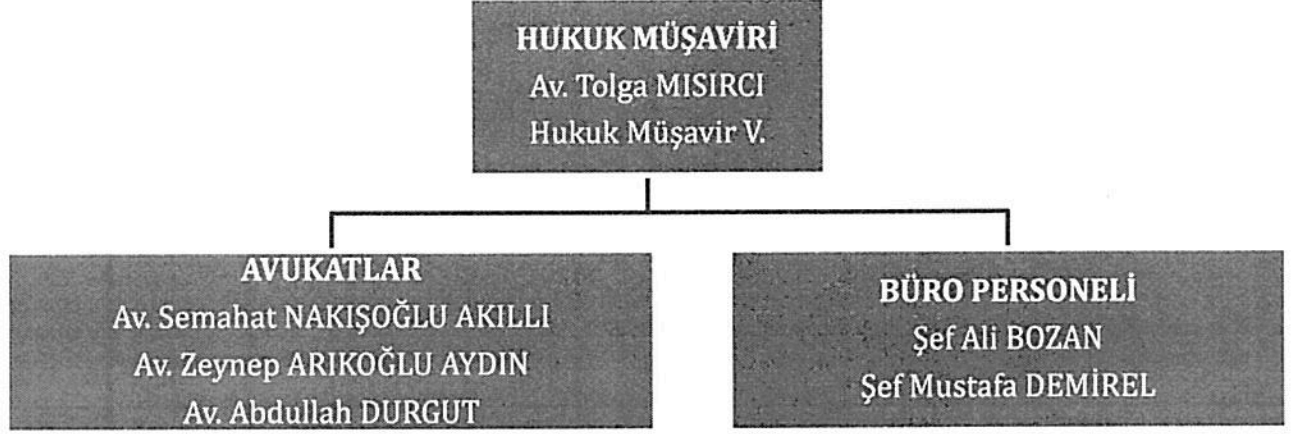 HUKUK MÜŞAVİRİ
Av. Tolga MISIRCI
Hukuk Müşavir V.
AVUKATLAR
Av. Semahat NAKIŞOĞLU AKILLI
Av. Zeynep ARIKOĞLU AYDIN
Av. Abdullah DURGUT
BÜRO PERSONELİ
Şef Ali BOZAN
Şef Mustafa DEMİREL